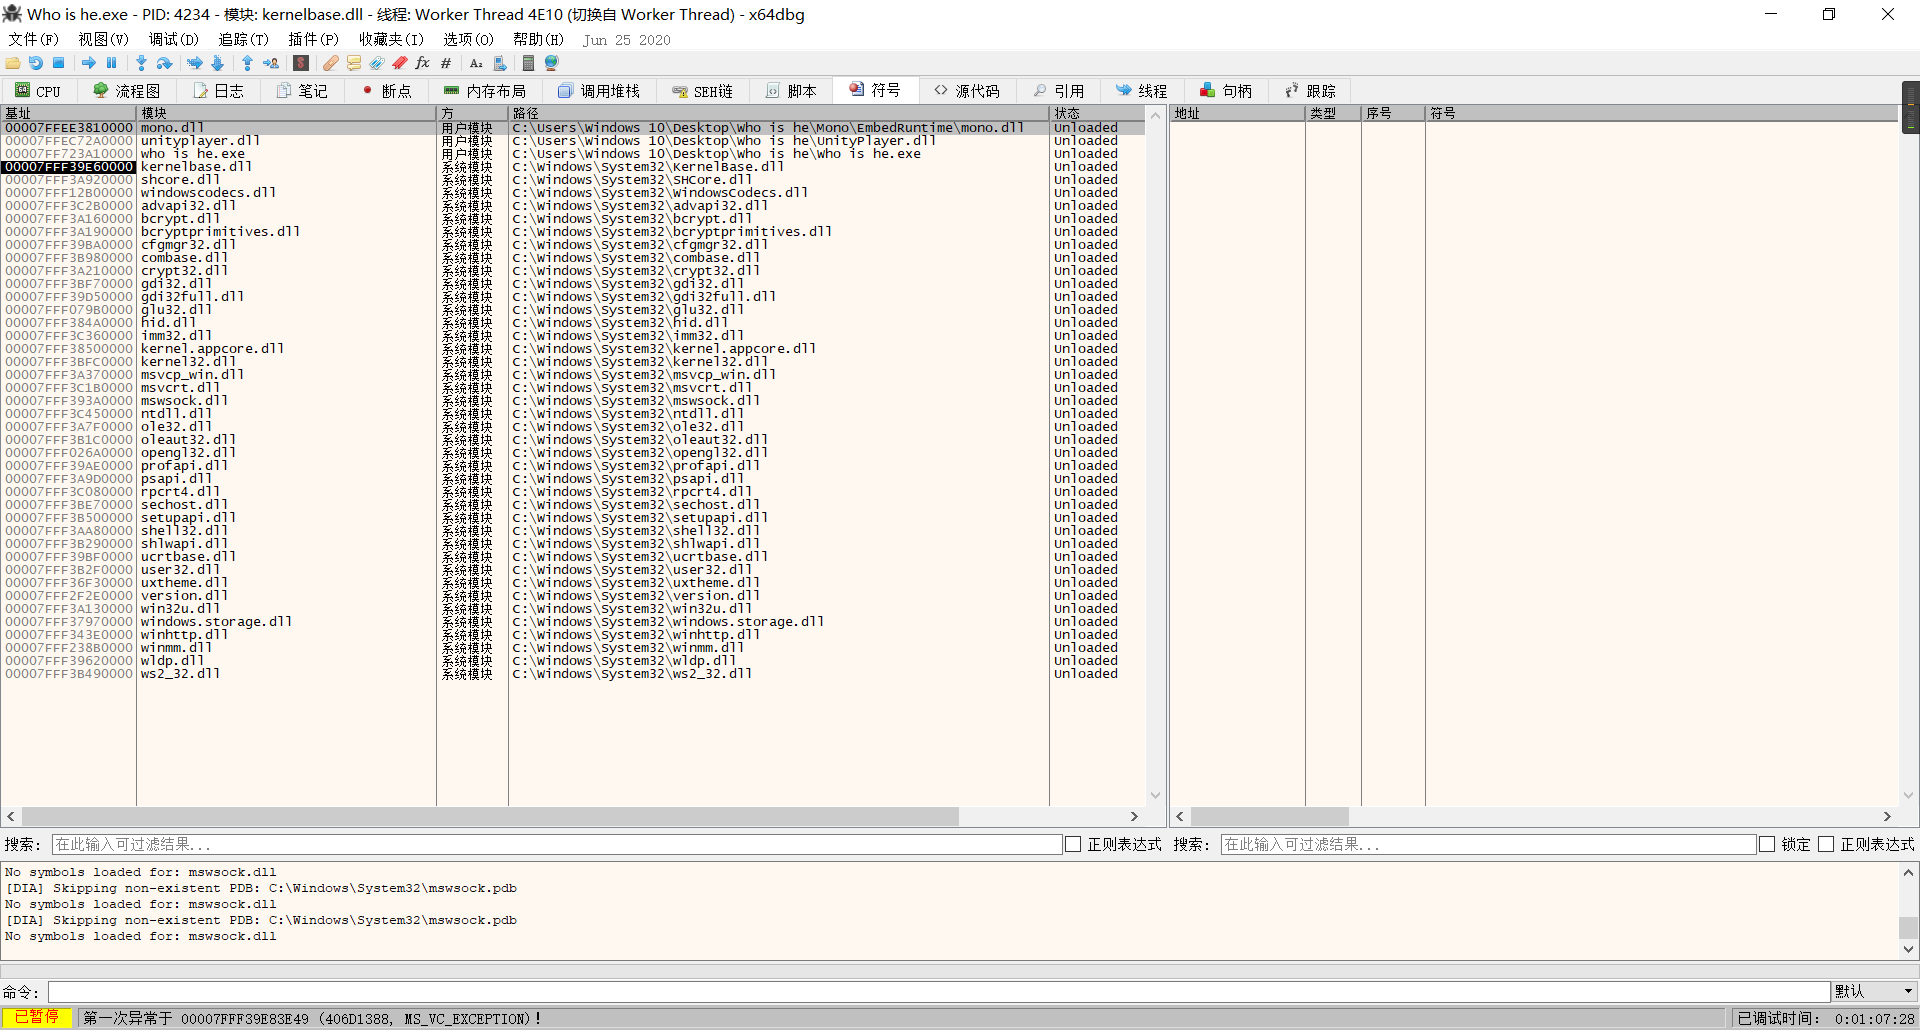 Who is he.exe - PID: 4234 - 模块: kernelbase.dll - 线程: Worker Thread 4E10 (切换自 Worker Thread) - x64dbg
文件(F) 视图(V) 调试(D) 追踪(T) 插件(P) 收藏夹(I) 选项(O) 帮助(H) Jun 25 2020
CPU 流程图 日志 笔记 断点 内存布局 调用堆栈 SEH链 脚本 符号 源代码 引用 线程 句柄 跟踪
基址 模块 方 路径 状态 地址 类型 序号 符号
00007FFEE3810000 mono.dll 用户模块 C:\Users\Windows 10\Desktop\Who is he\Mono\EmbedRuntime\mono.dll Unloaded
00007FFEC72A0000 unityplayer.dll 用户模块 C:\Users\Windows 10\Desktop\Who is he\UnityPlayer.dll Unloaded
00007FF723A10000 who is he.exe 用户模块 C:\Users\Windows 10\Desktop\Who is he\Who is he.exe Unloaded
00007FFF39E60000 kernelbase.dll 系统模块 C:\Windows\System32\KernelBase.dll Unloaded
00007FFF3A920000 shcore.dll 系统模块 C:\Windows\System32\SHCore.dll Unloaded
00007FFF12B00000 windowscodecs.dll 系统模块 C:\Windows\System32\WindowsCodecs.dll Unloaded
00007FFF3C2B0000 advapi32.dll 系统模块 C:\Windows\System32\advapi32.dll Unloaded
00007FFF3A160000 bcrypt.dll 系统模块 C:\Windows\System32\bcrypt.dll Unloaded
00007FFF3A190000 bcryptprimitives.dll 系统模块 C:\Windows\System32\bcryptprimitives.dll Unloaded
00007FFF39BA0000 cfgmgr32.dll 系统模块 C:\Windows\System32\cfgmgr32.dll Unloaded
00007FFF3B980000 combase.dll 系统模块 C:\Windows\System32\combase.dll Unloaded
00007FFF3A210000 crypt32.dll 系统模块 C:\Windows\System32\crypt32.dll Unloaded
00007FFF3BF70000 gdi32.dll 系统模块 C:\Windows\System32\gdi32.dll Unloaded
00007FFF39D50000 gdi32full.dll 系统模块 C:\Windows\System32\gdi32full.dll Unloaded
00007FFF079B0000 glu32.dll 系统模块 C:\Windows\System32\glu32.dll Unloaded
00007FFF384A0000 hid.dll 系统模块 C:\Windows\System32\hid.dll Unloaded
00007FFF3C360000 imm32.dll 系统模块 C:\Windows\System32\imm32.dll Unloaded
00007FFF38500000 kernel.appcore.dll 系统模块 C:\Windows\System32\kernel.appcore.dll Unloaded
00007FFF3BFC0000 kernel32.dll 系统模块 C:\Windows\System32\kernel32.dll Unloaded
00007FFF3A370000 msvcp_win.dll 系统模块 C:\Windows\System32\msvcp_win.dll Unloaded
00007FFF3C1B0000 msvcrt.dll 系统模块 C:\Windows\System32\msvcrt.dll Unloaded
00007FFF393A0000 mswsock.dll 系统模块 C:\Windows\System32\mswsock.dll Unloaded
00007FFF3C450000 ntdll.dll 系统模块 C:\Windows\System32\ntdll.dll Unloaded
00007FFF3A7F0000 ole32.dll 系统模块 C:\Windows\System32\ole32.dll Unloaded
00007FFF3B1C0000 oleaut32.dll 系统模块 C:\Windows\System32\oleaut32.dll Unloaded
00007FFF026A0000 opengl32.dll 系统模块 C:\Windows\System32\opengl32.dll Unloaded
00007FFF39AE0000 profapi.dll 系统模块 C:\Windows\System32\profapi.dll Unloaded
00007FFF3A9D0000 psapi.dll 系统模块 C:\Windows\System32\psapi.dll Unloaded
00007FFF3C080000 rpcrt4.dll 系统模块 C:\Windows\System32\rpcrt4.dll Unloaded
00007FFF3BE70000 sechost.dll 系统模块 C:\Windows\System32\sechost.dll Unloaded
00007FFF3B500000 setupapi.dll 系统模块 C:\Windows\System32\setupapi.dll Unloaded
00007FFF3AA80000 shell32.dll 系统模块 C:\Windows\System32\shell32.dll Unloaded
00007FFF3B290000 shlwapi.dll 系统模块 C:\Windows\System32\shlwapi.dll Unloaded
00007FFF39BF0000 ucrtbase.dll 系统模块 C:\Windows\System32\ucrtbase.dll Unloaded
00007FFF3B2F0000 user32.dll 系统模块 C:\Windows\System32\user32.dll Unloaded
00007FFF36F30000 uxtheme.dll 系统模块 C:\Windows\System32\uxtheme.dll Unloaded
00007FFF2F2E0000 version.dll 系统模块 C:\Windows\System32\version.dll Unloaded
00007FFF3A130000 win32u.dll 系统模块 C:\Windows\System32\win32u.dll Unloaded
00007FFF37970000 windows.storage.dll 系统模块 C:\Windows\System32\windows.storage.dll Unloaded
00007FFF343E0000 winhttp.dll 系统模块 C:\Windows\System32\winhttp.dll Unloaded
00007FFF238B0000 winmm.dll 系统模块 C:\Windows\System32\winmm.dll Unloaded
00007FFF39620000 wldp.dll 系统模块 C:\Windows\System32\wldp.dll Unloaded
00007FFF3B490000 ws2_32.dll 系统模块 C:\Windows\System32\ws2_32.dll Unloaded
搜索: 在此输入可过滤结果... 正则表达式 搜索: 在此输入可过滤结果... 锁定 正则表达式
No symbols loaded for: mswsock.dll
[DIA] Skipping non-existent PDB: C:\Windows\System32\mswsock.pdb
No symbols loaded for: mswsock.dll
[DIA] Skipping non-existent PDB: C:\Windows\System32\mswsock.pdb
No symbols loaded for: mswsock.dll
命令: 默认
已暂停 第一次异常于 00007FFF39E83E49 (406D1388, MS_VC_EXCEPTION)! 已调试时间: 0:01:07:28